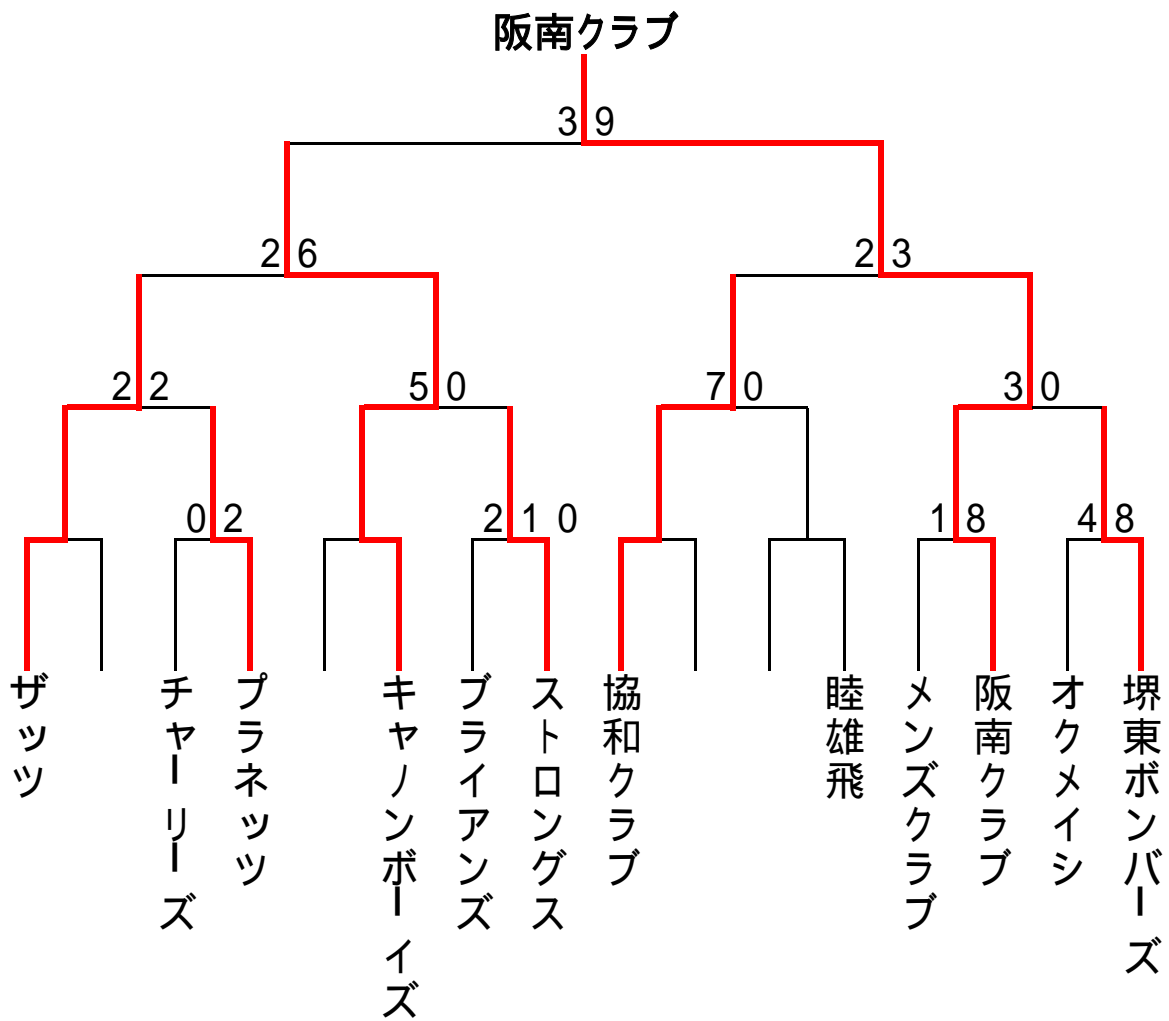 阪南クラブ
3 9
2 6
2 3
2 2
5 0
7 0
3 0
0 2
2 1 0
1 8
4 8
ザッツ
チャーリーズ
プラネッツ
キャノンボーイズ
ブライアンズ
ストロングス
協和クラブ
睦雄飛
メンズクラブ
阪南クラブ
オクメイシ
堺東ボンバーズ